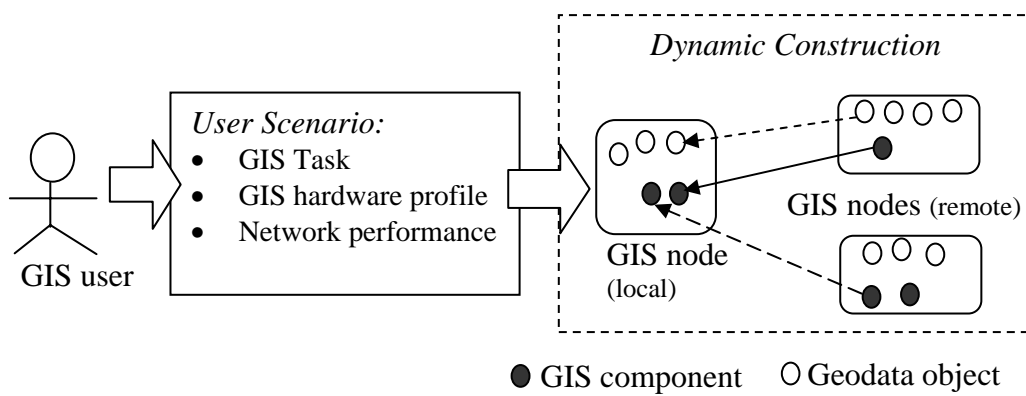 Dynamic Construction
User Scenario:
• GIS Task
• GIS hardware profile
• Network performance
GIS user
GIS node
(local)
GIS nodes (remote)
GIS component
Geodata object